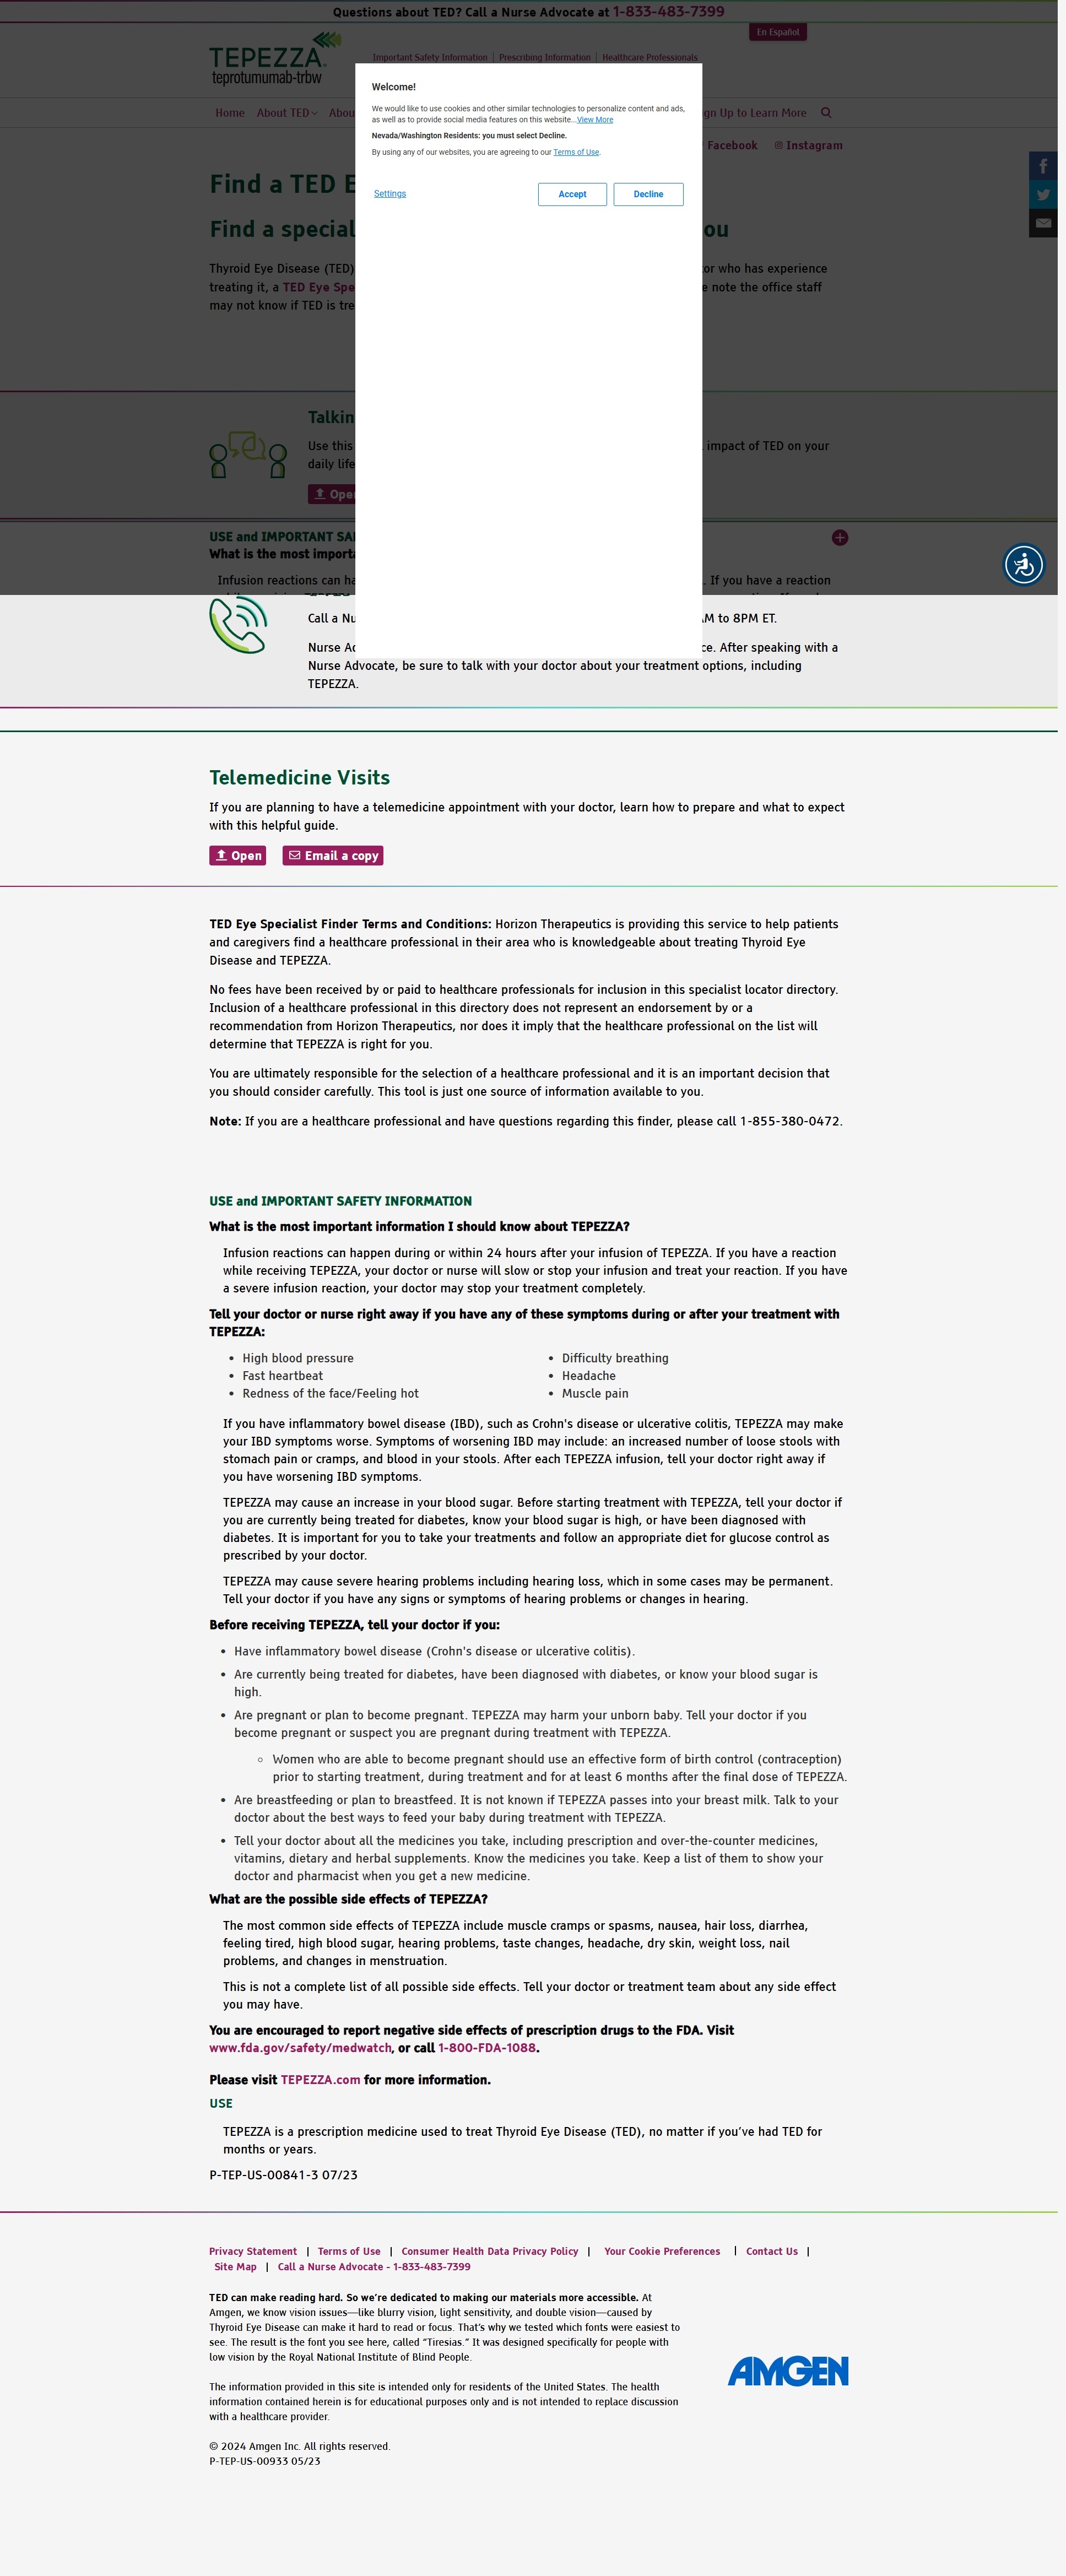 Questions about TED? Call a Nurse Advocate at 1-833-483-7399
En Español
TEPEZZA
teprotumumab-trbw
Important Safety Information | Prescribing Information | Healthcare Professionals
Home About TED Abou
gn Up to Learn More
Facebook Instagram
Welcome!
We would like to use cookies and other similar technologies to personalize content and ads,
as well as to provide social media features on this website...View More
Nevada/Washington Residents: you must select Decline.
By using any of our websites, you are agreeing to our Terms of Use.
Settings Accept Decline
Find a TED E
Find a special ou
Thyroid Eye Disease (TED) or who has experience
treating it, a TED Eye Spe e note the office staff
may not know if TED is tre
Talkin
Use this impact of TED on your
daily life
Open
USE and IMPORTANT SA
What is the most importa
Infusion reactions can ha . If you have a reaction
Call a Nu AM to 8PM ET.
Nurse Ad ce. After speaking with a
Nurse Advocate, be sure to talk with your doctor about your treatment options, including
TEPEZZA.
Telemedicine Visits
If you are planning to have a telemedicine appointment with your doctor, learn how to prepare and what to expect
with this helpful guide.
Open Email a copy
TED Eye Specialist Finder Terms and Conditions: Horizon Therapeutics is providing this service to help patients
and caregivers find a healthcare professional in their area who is knowledgeable about treating Thyroid Eye
Disease and TEPEZZA.
No fees have been received by or paid to healthcare professionals for inclusion in this specialist locator directory.
Inclusion of a healthcare professional in this directory does not represent an endorsement by or a
recommendation from Horizon Therapeutics, nor does it imply that the healthcare professional on the list will
determine that TEPEZZA is right for you.
You are ultimately responsible for the selection of a healthcare professional and it is an important decision that
you should consider carefully. This tool is just one source of information available to you.
Note: If you are a healthcare professional and have questions regarding this finder, please call 1-855-380-0472.
USE and IMPORTANT SAFETY INFORMATION
What is the most important information I should know about TEPEZZA?
Infusion reactions can happen during or within 24 hours after your infusion of TEPEZZA. If you have a reaction
while receiving TEPEZZA, your doctor or nurse will slow or stop your infusion and treat your reaction. If you have
a severe infusion reaction, your doctor may stop your treatment completely.
Tell your doctor or nurse right away if you have any of these symptoms during or after your treatment with
TEPEZZA:
• High blood pressure
• Fast heartbeat
• Redness of the face/Feeling hot
• Difficulty breathing
• Headache
• Muscle pain
If you have inflammatory bowel disease (IBD), such as Crohn's disease or ulcerative colitis, TEPEZZA may make
your IBD symptoms worse. Symptoms of worsening IBD may include: an increased number of loose stools with
stomach pain or cramps, and blood in your stools. After each TEPEZZA infusion, tell your doctor right away if
you have worsening IBD symptoms.
TEPEZZA may cause an increase in your blood sugar. Before starting treatment with TEPEZZA, tell your doctor if
you are currently being treated for diabetes, know your blood sugar is high, or have been diagnosed with
diabetes. It is important for you to take your treatments and follow an appropriate diet for glucose control as
prescribed by your doctor.
TEPEZZA may cause severe hearing problems including hearing loss, which in some cases may be permanent.
Tell your doctor if you have any signs or symptoms of hearing problems or changes in hearing.
Before receiving TEPEZZA, tell your doctor if you:
• Have inflammatory bowel disease (Crohn's disease or ulcerative colitis).
• Are currently being treated for diabetes, have been diagnosed with diabetes, or know your blood sugar is
high.
• Are pregnant or plan to become pregnant. TEPEZZA may harm your unborn baby. Tell your doctor if you
become pregnant or suspect you are pregnant during treatment with TEPEZZA.
◦ Women who are able to become pregnant should use an effective form of birth control (contraception)
prior to starting treatment, during treatment and for at least 6 months after the final dose of TEPEZZA.
• Are breastfeeding or plan to breastfeed. It is not known if TEPEZZA passes into your breast milk. Talk to your
doctor about the best ways to feed your baby during treatment with TEPEZZA.
• Tell your doctor about all the medicines you take, including prescription and over-the-counter medicines,
vitamins, dietary and herbal supplements. Know the medicines you take. Keep a list of them to show your
doctor and pharmacist when you get a new medicine.
What are the possible side effects of TEPEZZA?
The most common side effects of TEPEZZA include muscle cramps or spasms, nausea, hair loss, diarrhea,
feeling tired, high blood sugar, hearing problems, taste changes, headache, dry skin, weight loss, nail
problems, and changes in menstruation.
This is not a complete list of all possible side effects. Tell your doctor or treatment team about any side effect
you may have.
You are encouraged to report negative side effects of prescription drugs to the FDA. Visit
www.fda.gov/safety/medwatch, or call 1-800-FDA-1088.
Please visit TEPEZZA.com for more information.
USE
TEPEZZA is a prescription medicine used to treat Thyroid Eye Disease (TED), no matter if you’ve had TED for
months or years.
P-TEP-US-00841-3 07/23
Privacy Statement | Terms of Use | Consumer Health Data Privacy Policy | Your Cookie Preferences | Contact Us |
Site Map | Call a Nurse Advocate - 1-833-483-7399
TED can make reading hard. So we’re dedicated to making our materials more accessible. At
Amgen, we know vision issues—like blurry vision, light sensitivity, and double vision—caused by
Thyroid Eye Disease can make it hard to read or focus. That’s why we tested which fonts were easiest to
see. The result is the font you see here, called “Tiresias.” It was designed specifically for people with
low vision by the Royal National Institute of Blind People.
AMGEN
The information provided in this site is intended only for residents of the United States. The health
information contained herein is for educational purposes only and is not intended to replace discussion
with a healthcare provider.
© 2024 Amgen Inc. All rights reserved.
P-TEP-US-00933 05/23